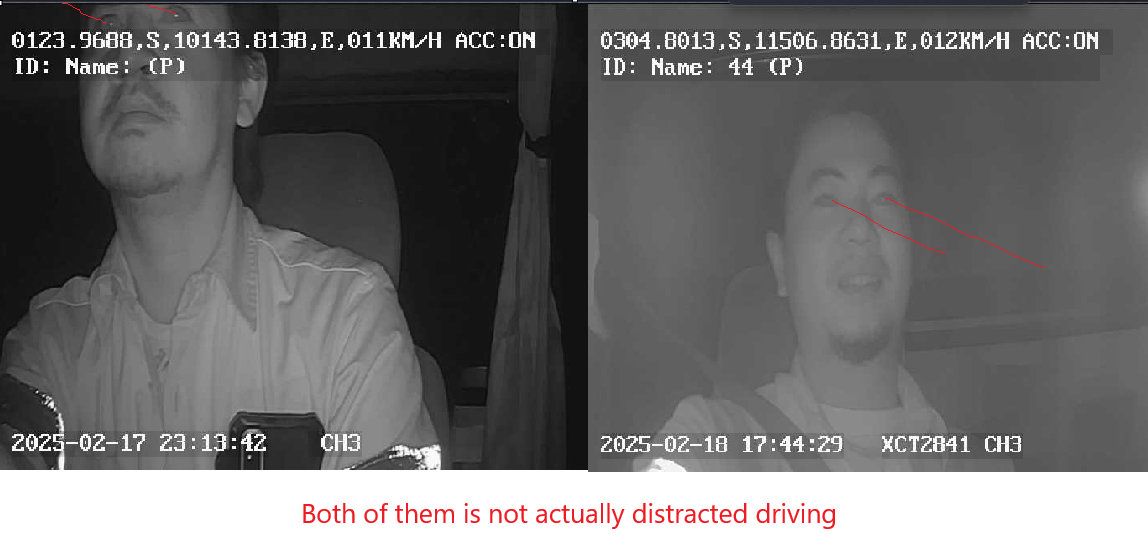 0123.9688,S,10143.8138,E,011KM/H ACC:ON
ID: Name: (P)
2025-02-17 23:13:42 CH3
0304.8013,S,11506.8631,E,012KM/H ACC:ON
ID: Name: 44 (P)
2025-02-18 17:44:29 XCT2841 CH3
Both of them is not actually distracted driving